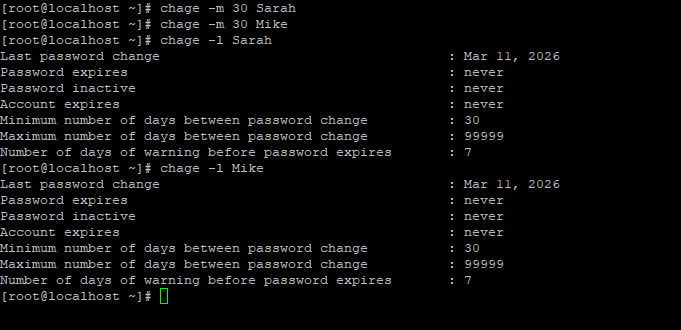 [root@localhost ~]# chage -m 30 Sarah
[root@localhost ~]# chage -m 30 Mike
[root@localhost ~]# chage -l Sarah
Last password change                                    : Mar 11, 2026
Password expires                                        : never
Password inactive                                       : never
Account expires                                         : never
Minimum number of days between password change          : 30
Maximum number of days between password change          : 99999
Number of days of warning before password expires       : 7
[root@localhost ~]# chage -l Mike
Last password change                                    : Mar 11, 2026
Password expires                                        : never
Password inactive                                       : never
Account expires                                         : never
Minimum number of days between password change          : 30
Maximum number of days between password change          : 99999
Number of days of warning before password expires       : 7
[root@localhost ~]#